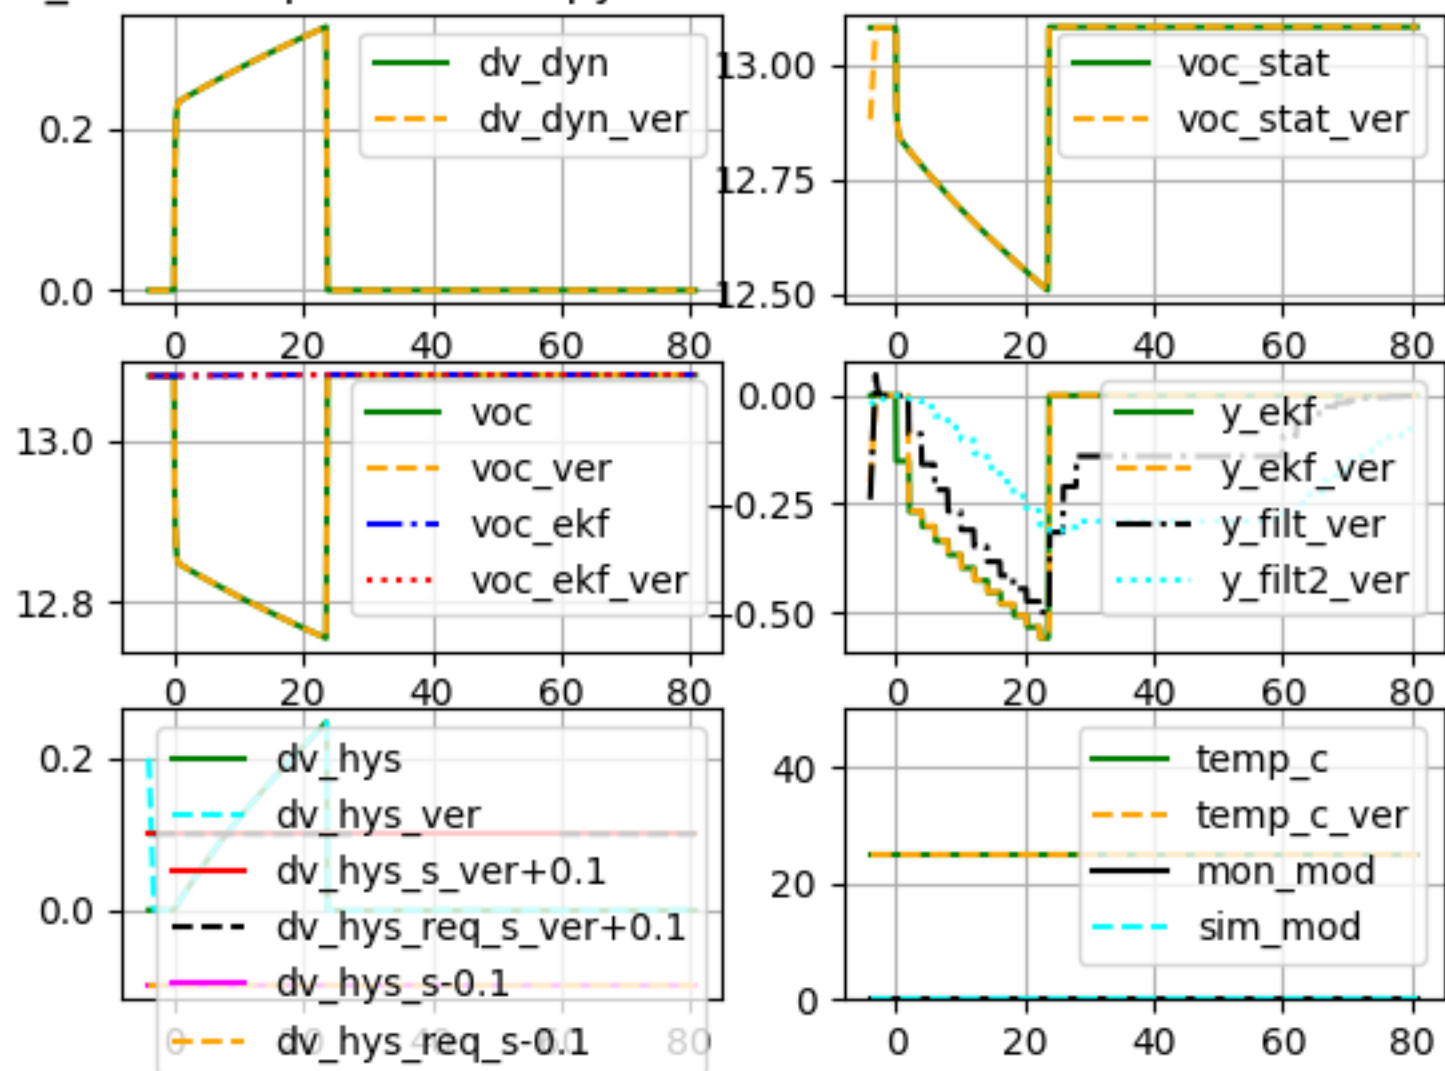 dv_dyn
dv_dyn_ver
0.2
0.0
0 20 40 60 80
voc_stat
voc_stat_ver
13.00
12.75
12.50
0 20 40 60 80
voc
voc_ver
voc_ekf
voc_ekf_ver
13.0
12.8
0 20 40 60 80
y_ekf
y_ekf_ver
y_filt_ver
y_filt2_ver
0.00
−0.25
−0.50
0 20 40 60 80
dv_hys
dv_hys_ver
dv_hys_s_ver+0.1
dv_hys_req_s_ver+0.1
dv_hys_s-0.1
dv_hys_req_s-0.1
0.2
0.0
0 80
temp_c
temp_c_ver
mon_mod
sim_mod
40
20
0
0 20 40 60 80